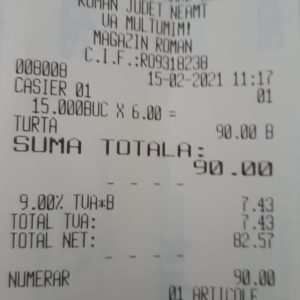 ROMAN JUDET NEAMT
VA MULTUMIM!
MAGAZIN ROMAN
C.I.F.:RO9318238
008008 15-02-2021 11:17
CASIER 01 01
15.000BUC X 6.00 =
TURTA 90.00 B
SUMA TOTALA:
90.00
- - - -
9.00% TVA*B 7.43
TOTAL TUA: 7.43
TOTAL NET: 82.57
- - - -
NUMERAR 90.00
01 ARTICOLE